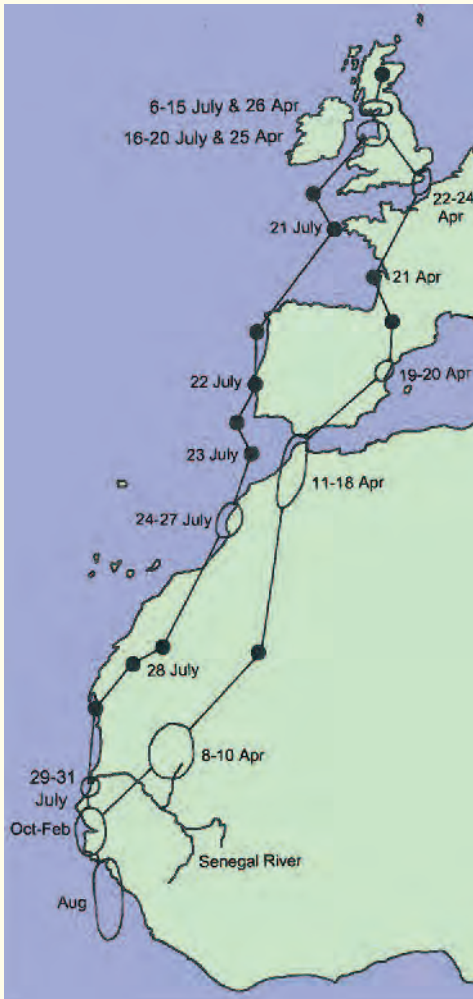 6-15 July & 26 Apr
16-20 July & 25 Apr
22-24
Apr
21 July
21 Apr
19-20 Apr
22 July
23 July
11-18 Apr
24-27 July
28 July
8-10 Apr
29-31
July
Oct-Feb
Senegal River
Aug